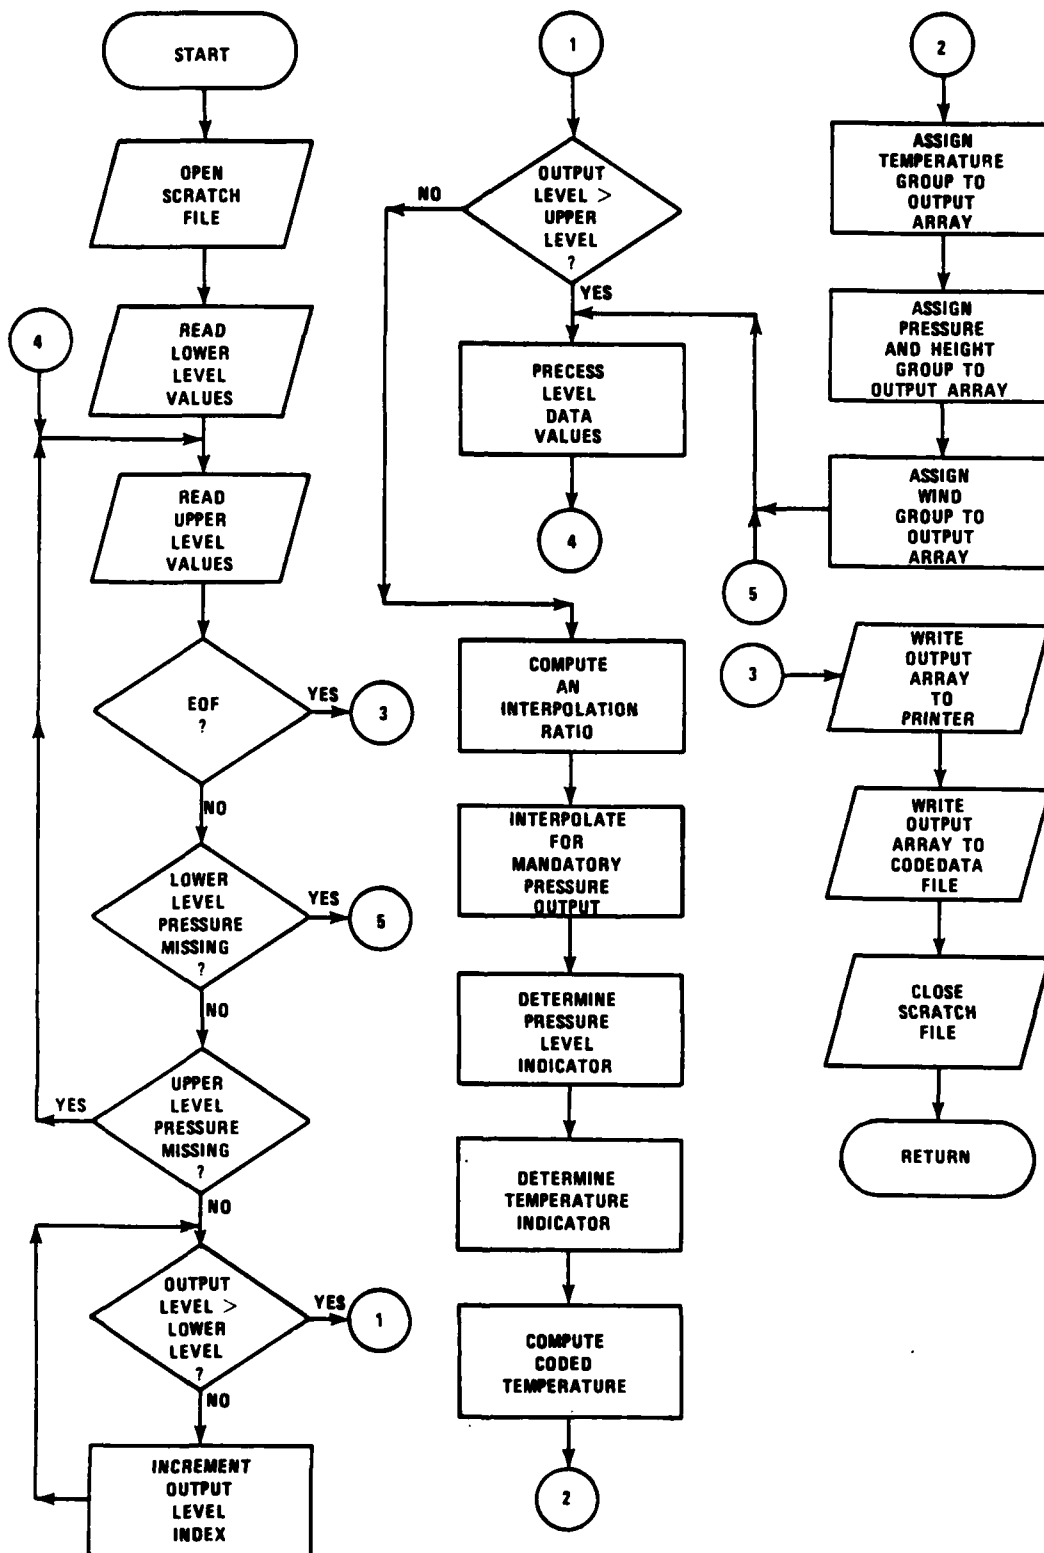 START
OPEN
SCRATCH
FILE
READ
LOWER
LEVEL
VALUES
4
READ
UPPER
LEVEL
VALUES
EOF
?
YES
3
NO
LOWER
LEVEL
PRESSURE
MISSING
?
YES
5
NO
UPPER
LEVEL
PRESSURE
MISSING
?
YES
NO
OUTPUT
LEVEL >
LOWER
LEVEL
?
YES
1
NO
INCREMENT
OUTPUT
LEVEL
INDEX
1
OUTPUT
LEVEL >
UPPER
LEVEL
?
NO
YES
PRECESS
LEVEL
DATA
VALUES
4
COMPUTE
AN
INTERPOLATION
RATIO
INTERPOLATE
FOR
MANDATORY
PRESSURE
OUTPUT
DETERMINE
PRESSURE
LEVEL
INDICATOR
DETERMINE
TEMPERATURE
INDICATOR
COMPUTE
CODED
TEMPERATURE
2
2
ASSIGN
TEMPERATURE
GROUP TO
OUTPUT
ARRAY
ASSIGN
PRESSURE
AND HEIGHT
GROUP TO
OUTPUT ARRAY
ASSIGN
WIND
GROUP TO
OUTPUT
ARRAY
5
3
WRITE
OUTPUT
ARRAY
TO
PRINTER
WRITE
OUTPUT
ARRAY TO
CODEDATA
FILE
CLOSE
SCRATCH
FILE
RETURN